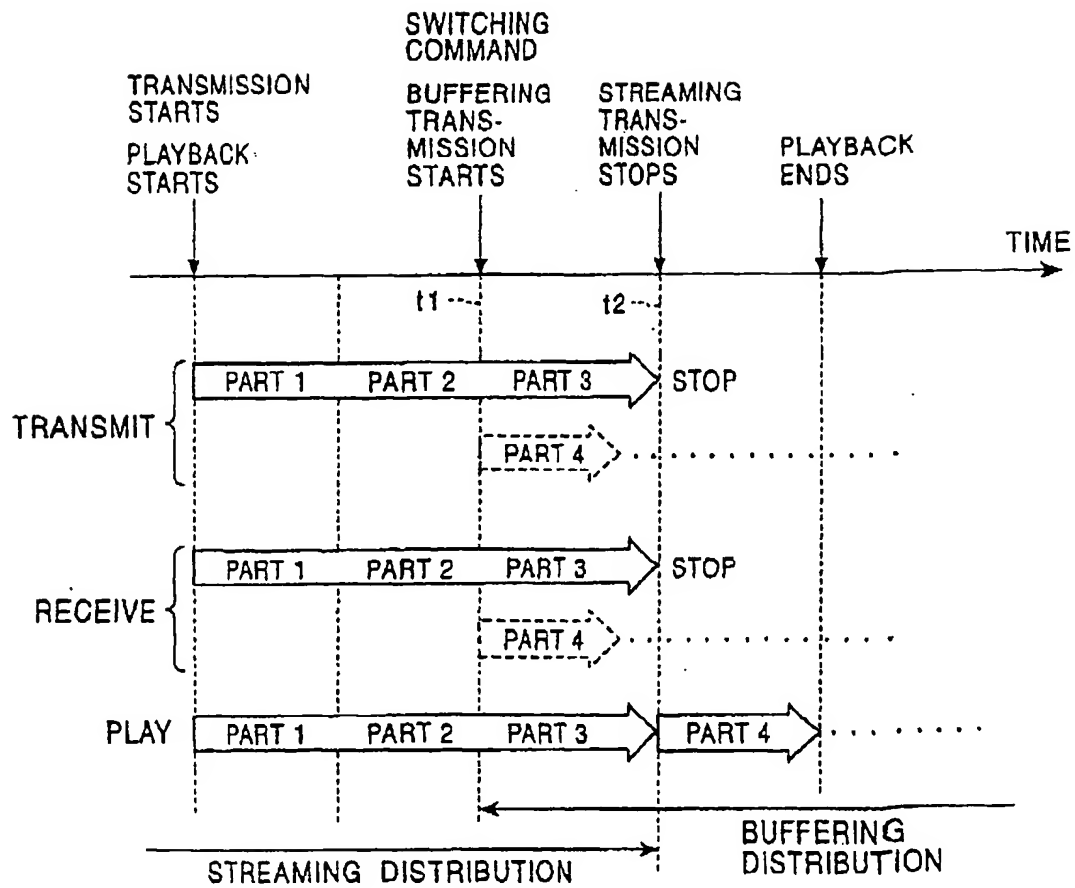 TRANSMISSION
STARTS
PLAYBACK
STARTS
SWITCHING
COMMAND
BUFFERING
TRANS-
MISSION
STARTS
STREAMING
TRANS-
MISSION
STOPS
PLAYBACK
ENDS
TIME
t1
t2
TRANSMIT
PART 1 PART 2 PART 3 STOP
PART 4
RECEIVE
PART 1 PART 2 PART 3 STOP
PART 4
PLAY PART 1 PART 2 PART 3 PART 4
STREAMING DISTRIBUTION
BUFFERING
DISTRIBUTION